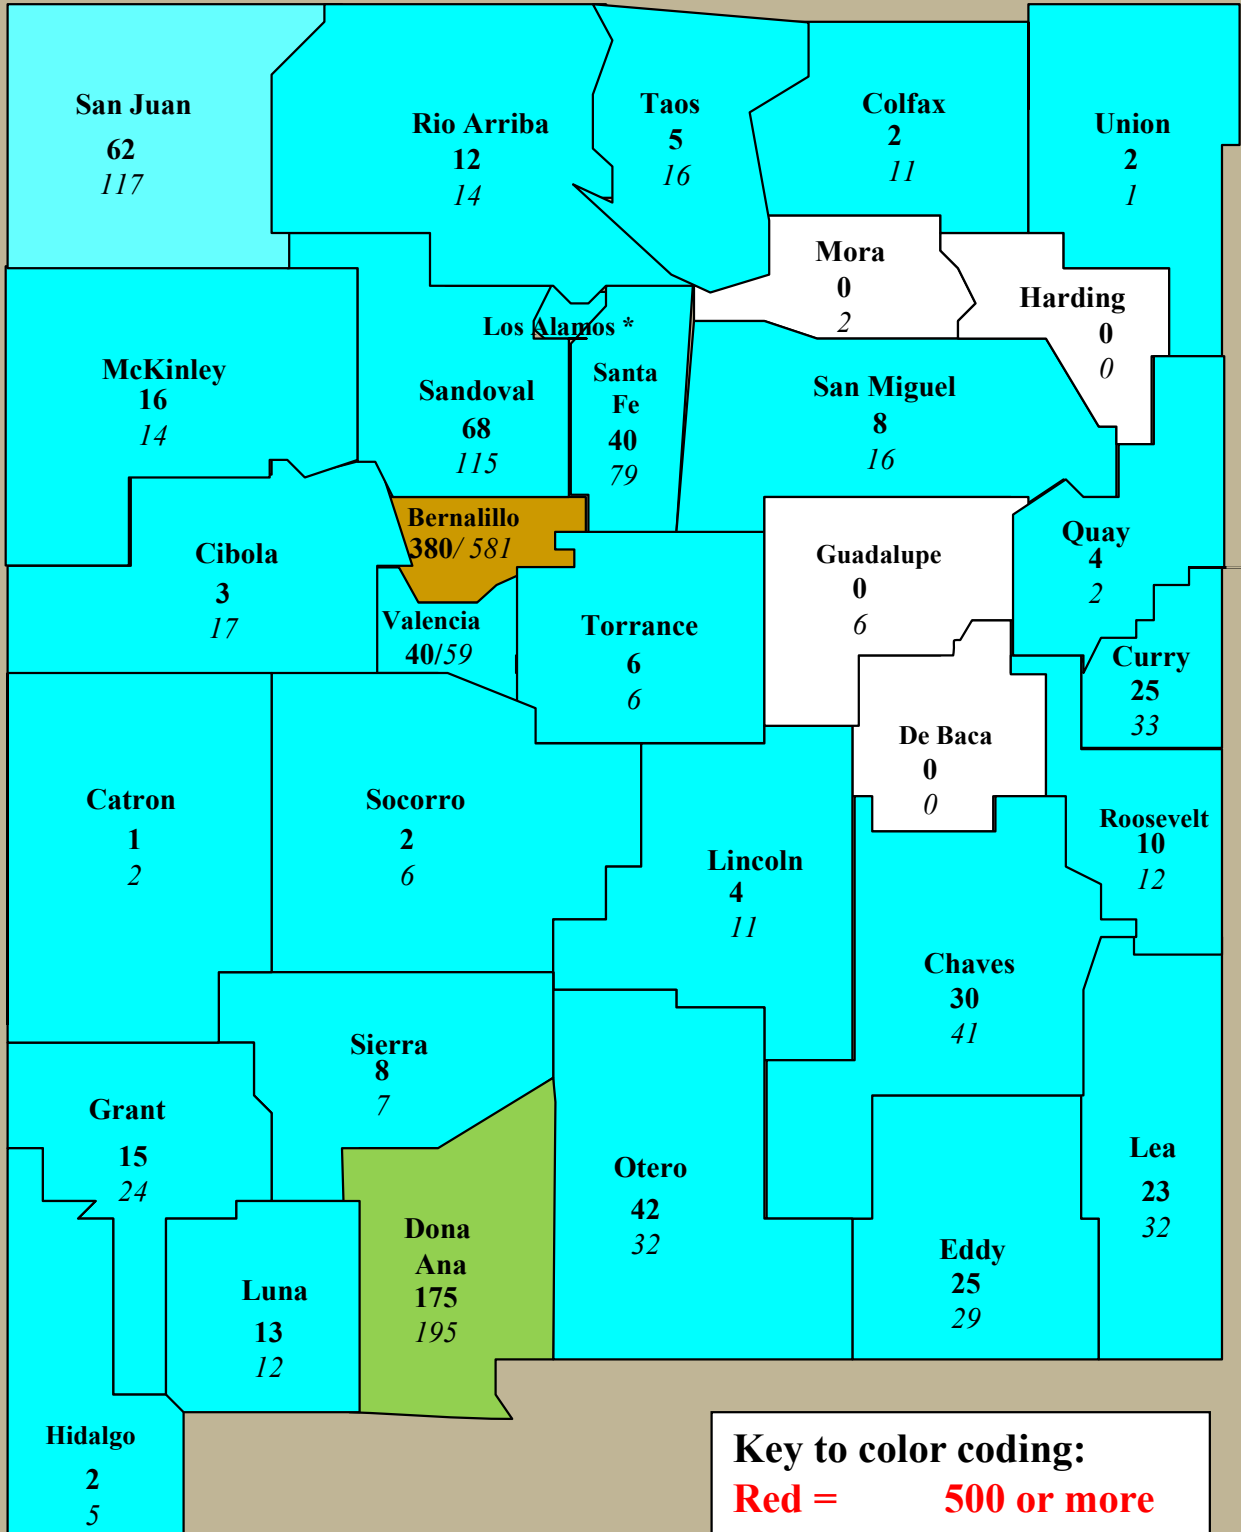 San Juan
62
117
Rio Arriba
12
14
Taos
5
16
Colfax
2
11
Union
2
1
Mora
0
2
Harding
0
0
Los Alamos *
McKinley
16
14
Sandoval
68
115
Santa
Fe
40
79
San Miguel
8
16
Bernalillo
380/ 581
Cibola
3
17
Valencia
40/59
Torrance
6
6
Guadalupe
0
6
Quay
4
2
Curry
25
33
De Baca
0
0
Catron
1
2
Socorro
2
6
Lincoln
4
11
Roosevelt
10
12
Chaves
30
41
Sierra
8
7
Grant
15
24
Otero
42
32
Lea
23
32
Dona
Ana
175
195
Eddy
25
29
Luna
13
12
Hidalgo
2
5
Key to color coding:
Red = 500 or more